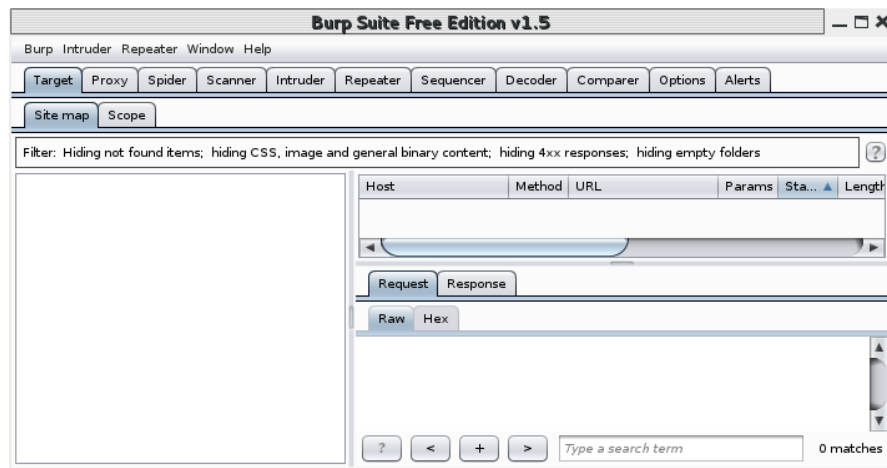 Burp Suite Free Edition v1.5
Burp Intruder Repeater Window Help
Target Proxy Spider Scanner Intruder Repeater Sequencer Decoder Comparer Options Alerts
Site map Scope
Filter: Hiding not found items; hiding CSS, image and general binary content; hiding 4xx responses; hiding empty folders ?
Host Method URL Params Sta... Length
Request Response
Raw Hex
? < + > Type a search term 0 matches